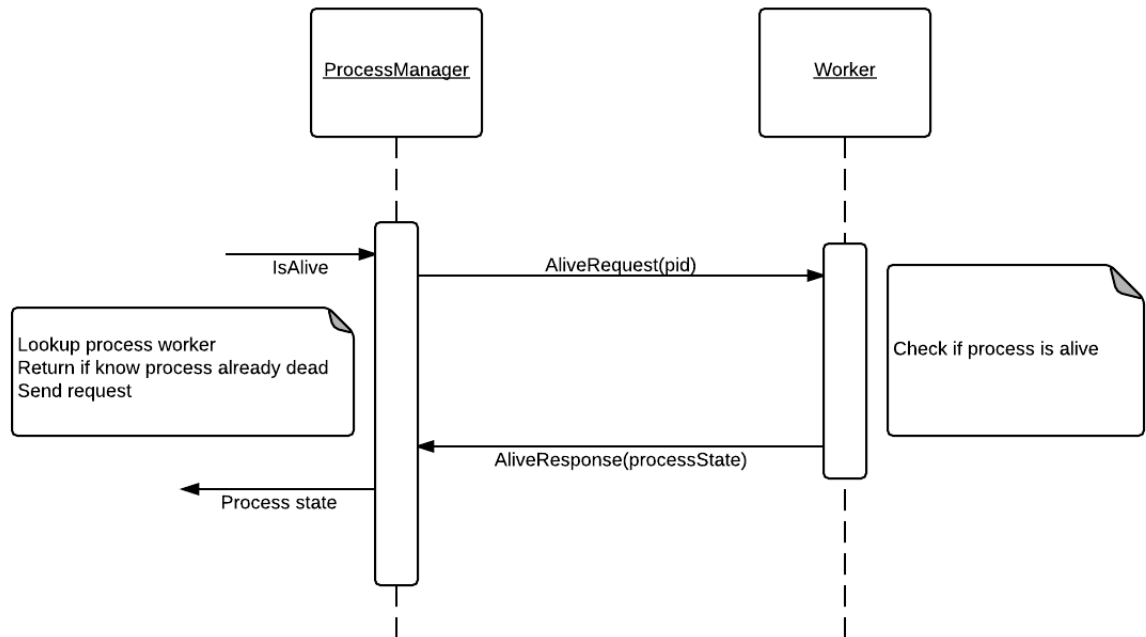 ProcessManager
Worker
IsAlive
AliveRequest(pid)
Lookup process worker
Return if know process already dead
Send request
Check if process is alive
AliveResponse(processState)
Process state